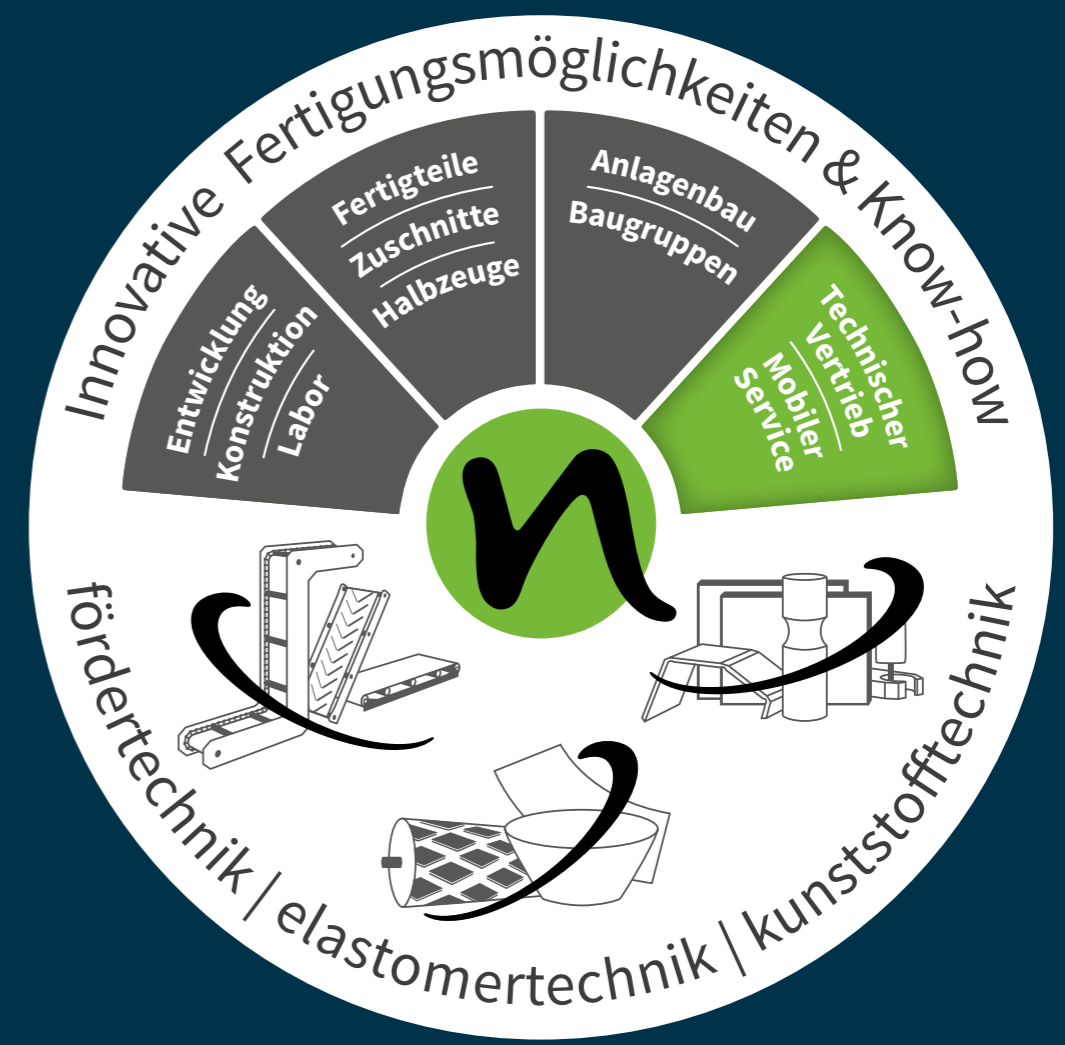 Innovative Fertigungsmöglichkeiten & Know-how
Entwicklung
Konstruktion
Labor
Fertigteile
Zuschnitte
Halbzeuge
Anlagenbau
Baugruppen
Technischer
Vertrieb
Mobiler
Service
n
fördertechnik | elastomertechnik | kunststofftechnik